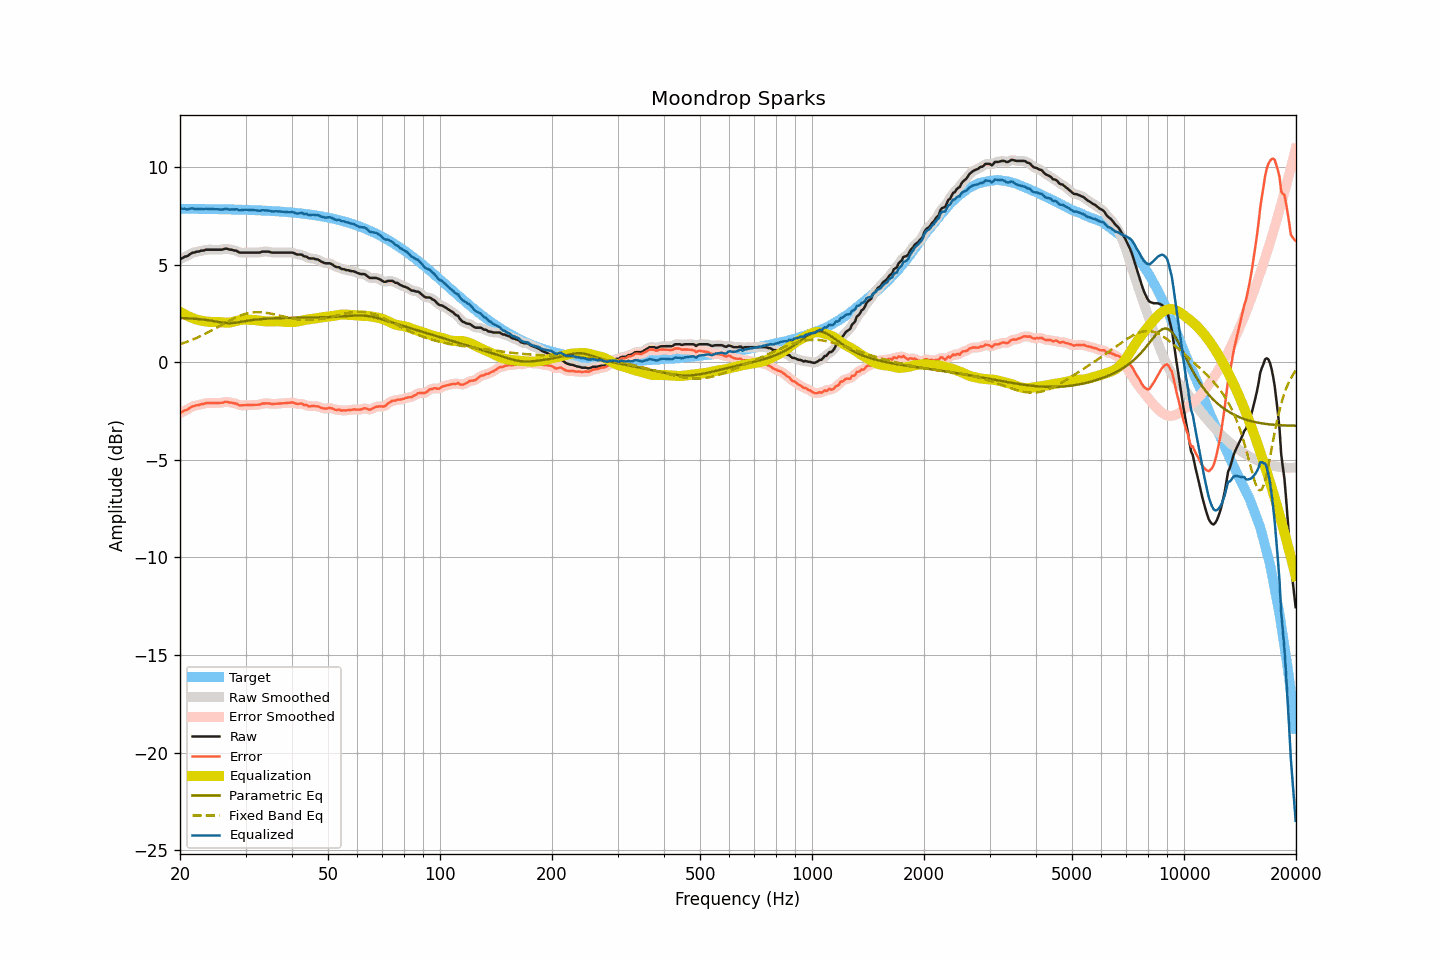 Moondrop Sparks
Amplitude (dBr)
10
5
0
−5
−10
−15
−20
−25
Target
Raw Smoothed
Error Smoothed
Raw
Error
Equalization
Parametric Eq
Fixed Band Eq
Equalized
20 50 100 200 500 1000 2000 5000 10000 20000
Frequency (Hz)